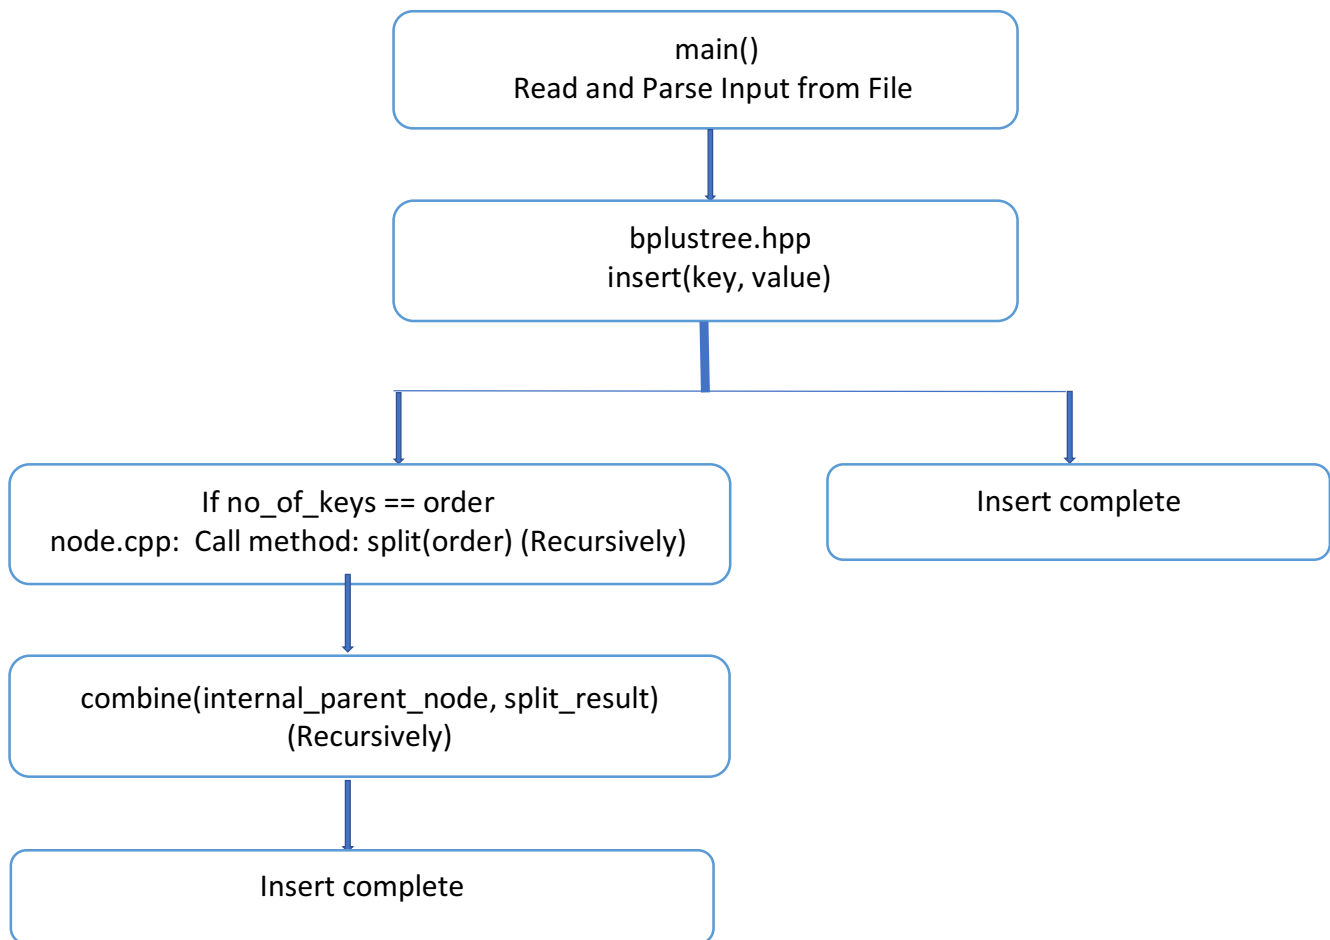 main()
Read and Parse Input from File
bplustree.hpp
insert(key, value)
If no_of_keys == order
node.cpp:  Call method: split(order) (Recursively)
Insert complete
combine(internal_parent_node, split_result)
(Recursively)
Insert complete